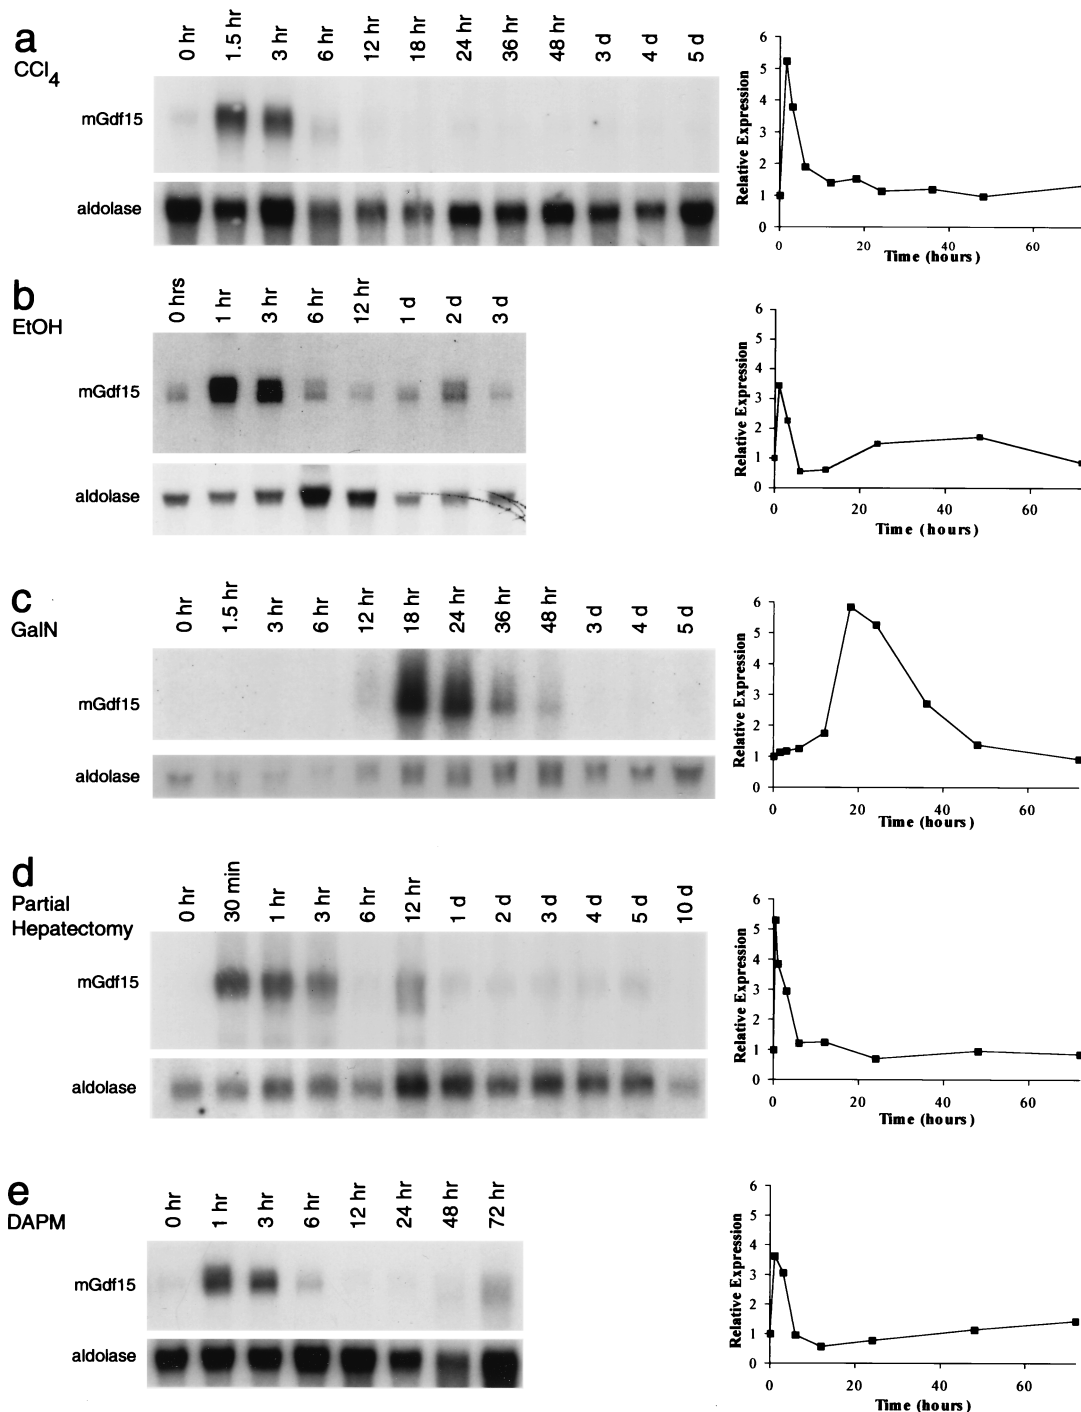 a
CCl4
0 hr 1.5 hr 3 hr 6 hr 12 hr 18 hr 24 hr 36 hr 48 hr 3 d 4 d 5 d
mGdf15
aldolase
Relative Expression
6
5
4
3
2
1
0
0 20 40 60
Time (hours)
b
EtOH
0 hrs 1 hr 3 hr 6 hr 12 hr 1 d 2 d 3 d
mGdf15
aldolase
Relative Expression
6
5
4
3
2
1
0
0 20 40 60
Time (hours)
c
GalN
0 hr 1.5 hr 3 hr 6 hr 12 hr 18 hr 24 hr 36 hr 48 hr 3 d 4 d 5 d
mGdf15
aldolase
Relative Expression
6
5
4
3
2
1
0
0 20 40 60
Time (hours)
d
Partial
Hepatectomy
0 hr 30 min 1 hr 3 hr 6 hr 12 hr 1 d 2 d 3 d 4 d 5 d 10 d
mGdf15
aldolase
Relative Expression
6
5
4
3
2
1
0
0 20 40 60
Time (hours)
e
DAPM
0 hr 1 hr 3 hr 6 hr 12 hr 24 hr 48 hr 72 hr
mGdf15
aldolase
Relative Expression
6
5
4
3
2
1
0
0 20 40 60
Time (hours)